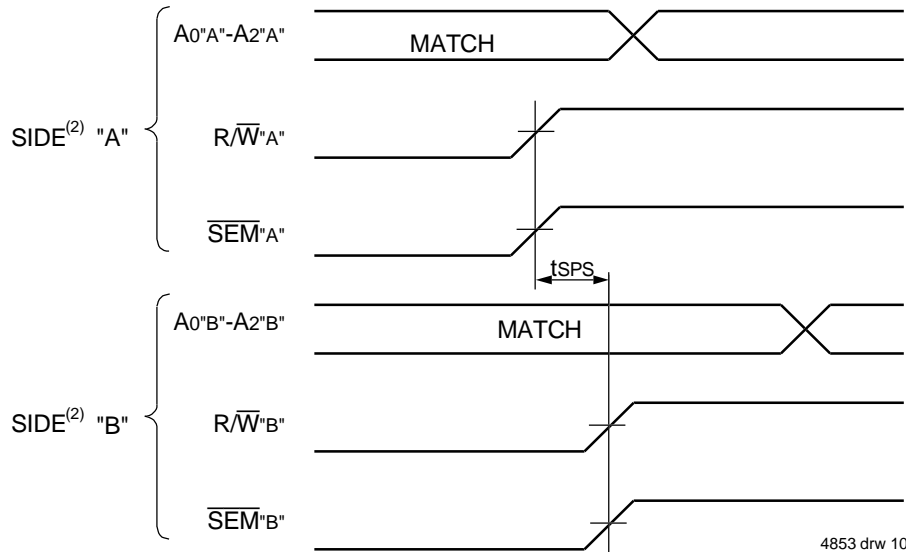 A0"A"-A2"A"
MATCH
SIDE(2) "A"
R/W"A"
SEM"A"
tSPS
A0"B"-A2"B"
MATCH
SIDE(2) "B"
R/W"B"
SEM"B"
4853 drw 10